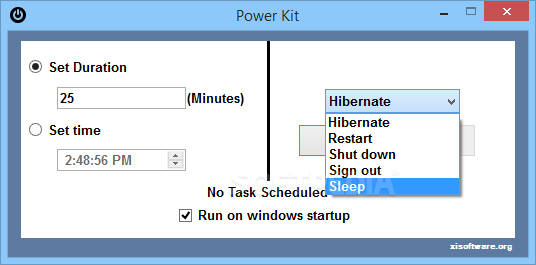 Power Kit
Set Duration
25 (Minutes)
Set time
2:48:56 PM
Hibernate
Hibernate
Restart
Shut down
Sign out
Sleep
No Task Scheduled
Run on windows startup
xisoftware.org